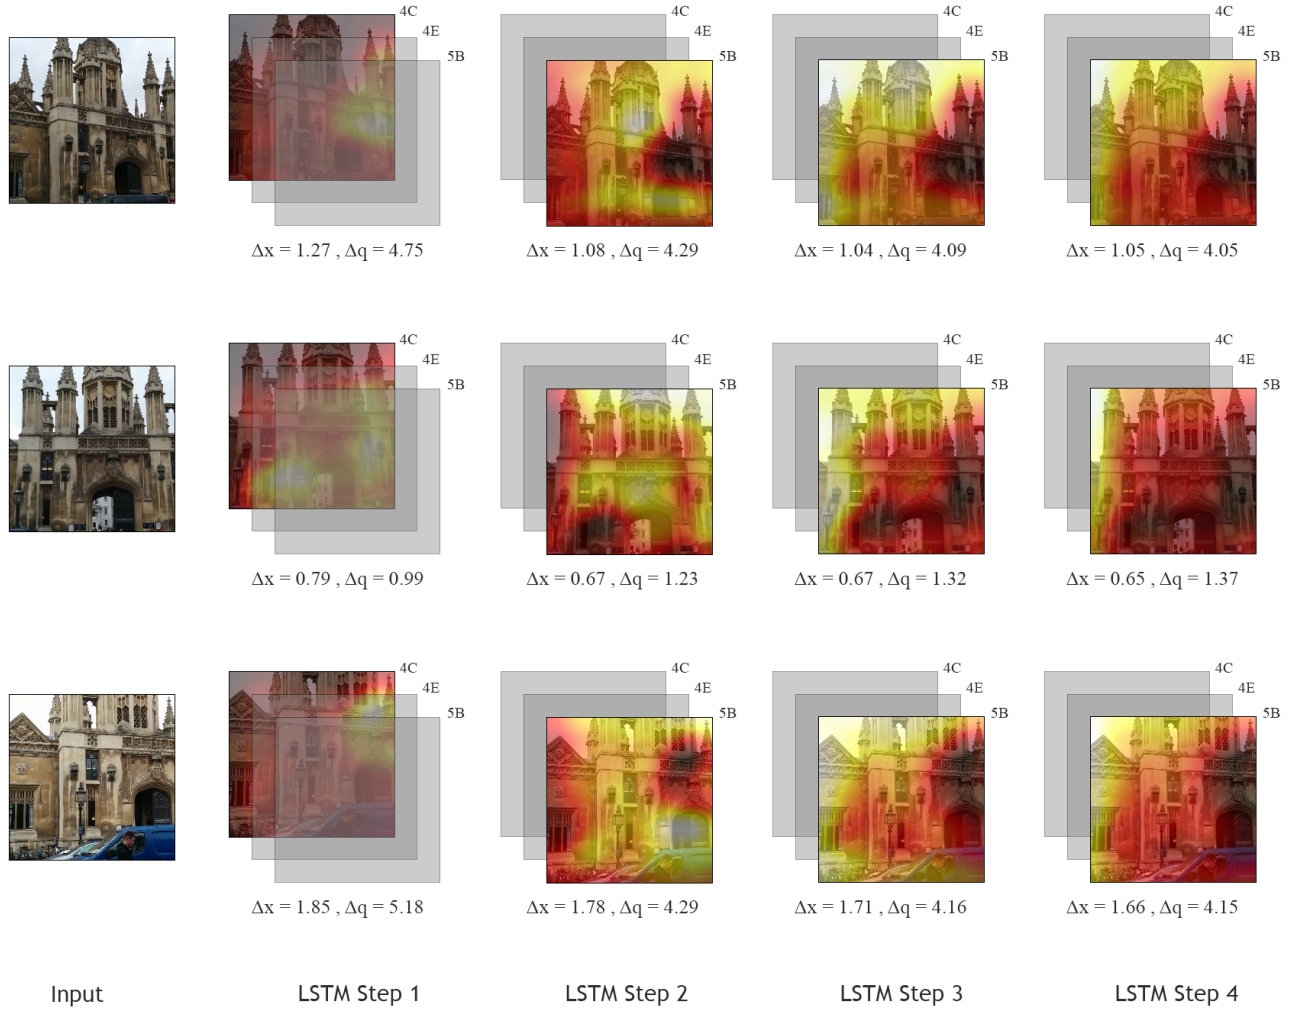 4C 4C 4C 4C
4E 4E 4E 4E
5B 5B 5B 5B
Δx = 1.27 , Δq = 4.75 Δx = 1.08 , Δq = 4.29 Δx = 1.04 , Δq = 4.09 Δx = 1.05 , Δq = 4.05
4C 4C 4C 4C
4E 4E 4E 4E
5B 5B 5B 5B
Δx = 0.79 , Δq = 0.99 Δx = 0.67 , Δq = 1.23 Δx = 0.67 , Δq = 1.32 Δx = 0.65 , Δq = 1.37
4C 4C 4C 4C
4E 4E 4E 4E
5B 5B 5B 5B
Δx = 1.85 , Δq = 5.18 Δx = 1.78 , Δq = 4.29 Δx = 1.71 , Δq = 4.16 Δx = 1.66 , Δq = 4.15
Input LSTM Step 1 LSTM Step 2 LSTM Step 3 LSTM Step 4